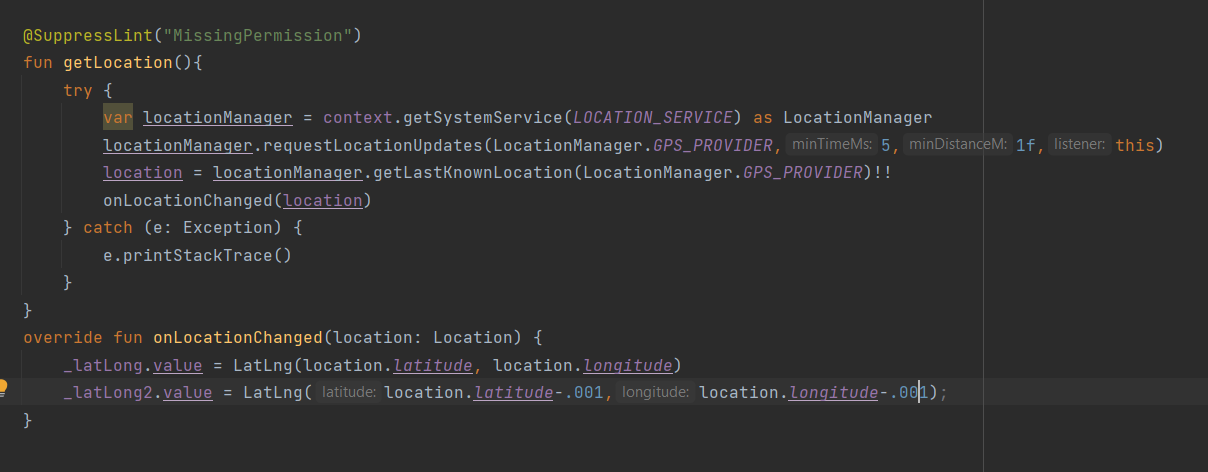 @SuppressLint("MissingPermission")
fun getLocation(){
    try {
        var locationManager = context.getSystemService(LOCATION_SERVICE) as LocationManager
        locationManager.requestLocationUpdates(LocationManager.GPS_PROVIDER, minTimeMs: 5, minDistanceM: 1f, listener: this)
        location = locationManager.getLastKnownLocation(LocationManager.GPS_PROVIDER)!!
        onLocationChanged(location)
    } catch (e: Exception) {
        e.printStackTrace()
    }
}
override fun onLocationChanged(location: Location) {
    _latLong.value = LatLng(location.latitude, location.longitude)
    _latLong2.value = LatLng( latitude: location.latitude-.001, longitude: location.longitude-.001);
}